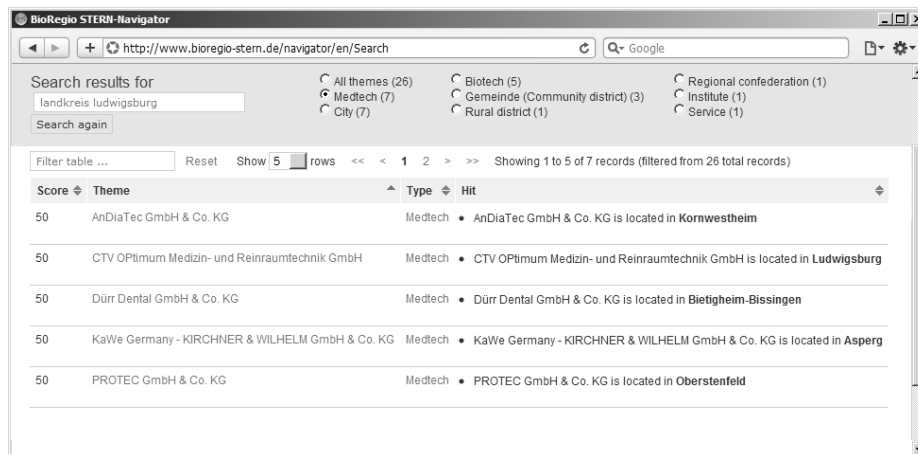 BioRegio STERN-Navigator
http://www.bioregio-stern.de/navigator/en/Search
Google
Search results for
landkreis ludwigsburg
Search again
All themes (26)
Medtech (7)
City (7)
Biotech (5)
Gemeinde (Community district) (3)
Rural district (1)
Regional confederation (1)
Institute (1)
Service (1)
Filter table ... Reset Show 5 rows << < 1 2 > >> Showing 1 to 5 of 7 records (filtered from 26 total records)
Score Theme Type Hit
50 AnDiaTec GmbH & Co. KG Medtech • AnDiaTec GmbH & Co. KG is located in Kornwestheim
50 CTV OPtimum Medizin- und Reinraumtechnik GmbH Medtech • CTV OPtimum Medizin- und Reinraumtechnik GmbH is located in Ludwigsburg
50 Dürr Dental GmbH & Co. KG Medtech • Dürr Dental GmbH & Co. KG is located in Bietigheim-Bissingen
50 KaWe Germany - KIRCHNER & WILHELM GmbH & Co. KG Medtech • KaWe Germany - KIRCHNER & WILHELM GmbH & Co. KG is located in Asperg
50 PROTEC GmbH & Co. KG Medtech • PROTEC GmbH & Co. KG is located in Oberstenfeld